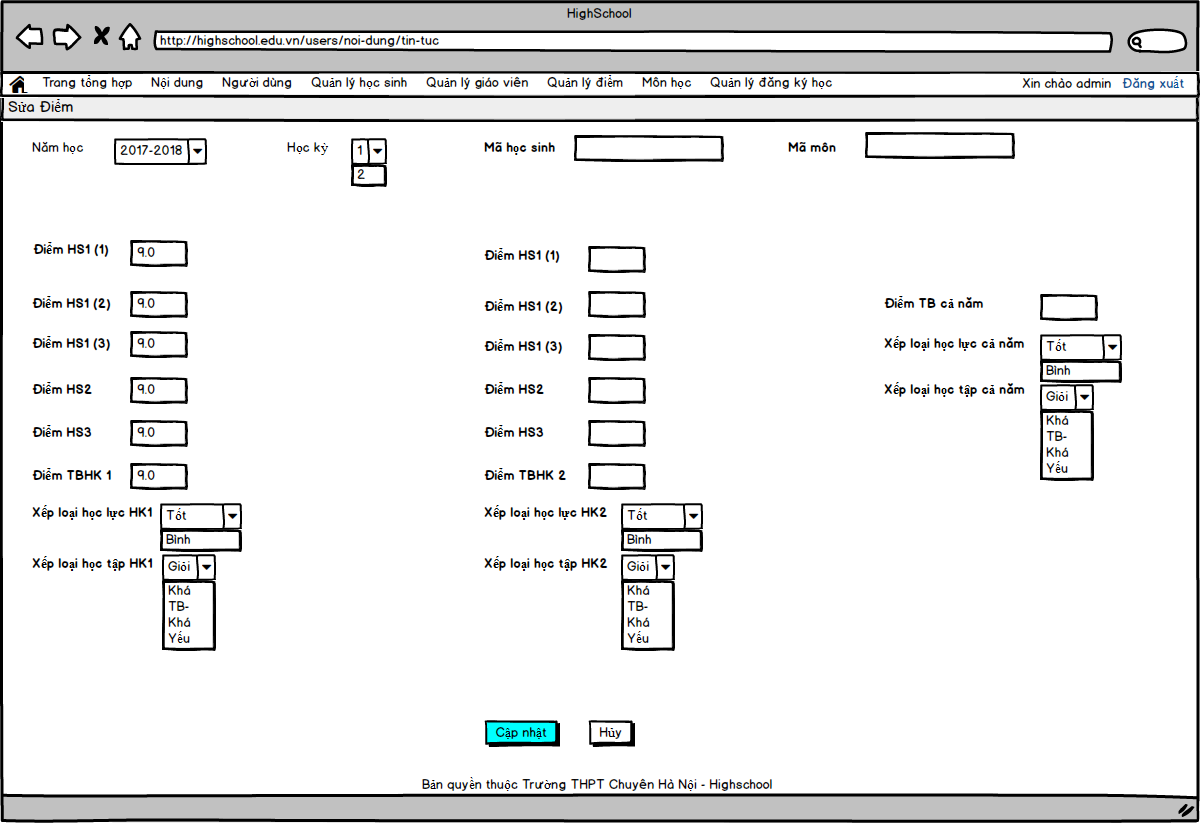 HighSchool
http://highschool.edu.vn/users/noi-dung/tin-tuc
Trang tổng hợp Nội dung Người dùng Quản lý học sinh Quản lý giáo viên Quản lý điểm Môn học Quản lý đăng ký học Xin chào admin Đăng xuất
Sửa Điểm
Năm học 2017-2018 Học kỳ 1 Mã học sinh Mã môn
2
Điểm HS1 (1) 9.0 Điểm HS1 (1)
Điểm HS1 (2) 9.0 Điểm HS1 (2) Điểm TB cả năm
Điểm HS1 (3) 9.0 Điểm HS1 (3) Xếp loại học lực cả năm Tốt
Bình
Điểm HS2 9.0 Điểm HS2 Xếp loại học tập cả năm Giỏi
Khá
TB-
Khá
Yếu
Điểm HS3 9.0 Điểm HS3
Điểm TBHK 1 9.0 Điểm TBHK 2
Xếp loại học lực HK1 Tốt Xếp loại học lực HK2 Tốt
Bình Bình
Xếp loại học tập HK1 Giỏi Xếp loại học tập HK2 Giỏi
Khá Khá
TB- TB-
Khá Khá
Yếu Yếu
Cập nhật Hủy
Bản quyền thuộc Trường THPT Chuyên Hà Nội - Highschool